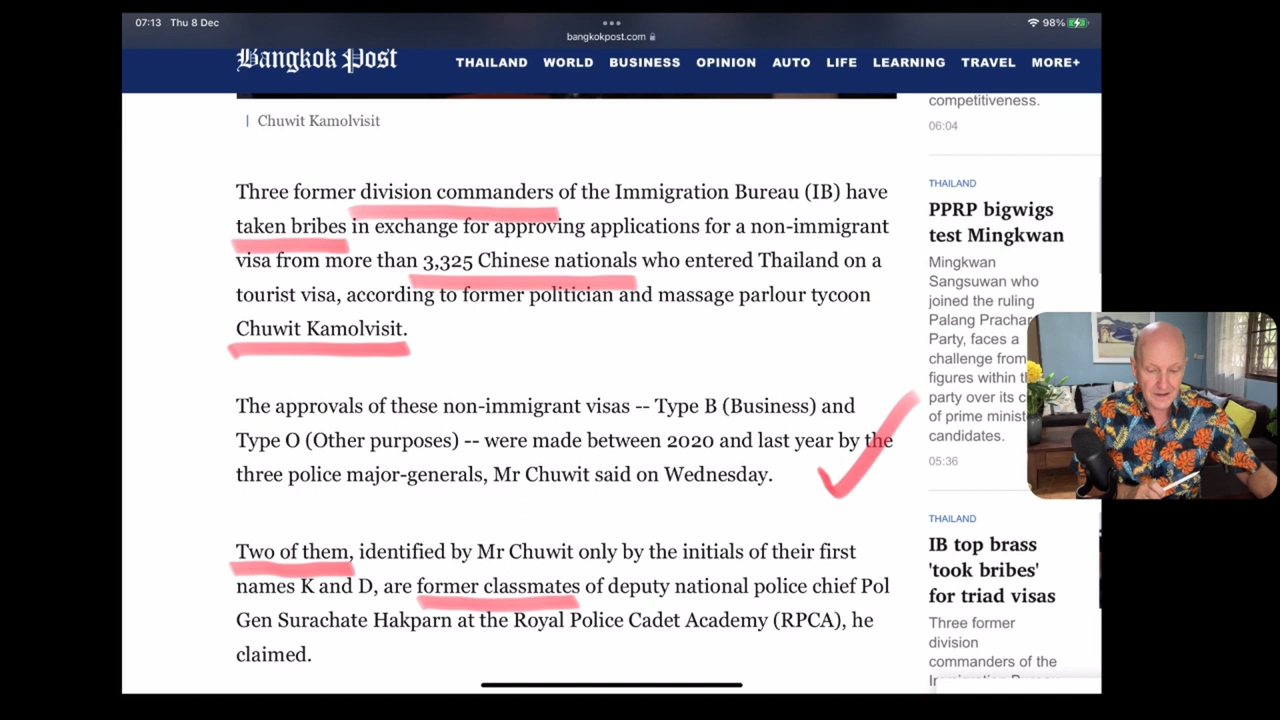 07:13 Thu 8 Dec
98%
bangkokpost.com
Bangkok Post
THAILAND WORLD BUSINESS OPINION AUTO LIFE LEARNING TRAVEL MORE+
Chuwit Kamolvisit
Three former division commanders of the Immigration Bureau (IB) have
taken bribes in exchange for approving applications for a non-immigrant
visa from more than 3,325 Chinese nationals who entered Thailand on a
tourist visa, according to former politician and massage parlour tycoon
Chuwit Kamolvisit.
The approvals of these non-immigrant visas -- Type B (Business) and
Type O (Other purposes) -- were made between 2020 and last year by the
three police major-generals, Mr Chuwit said on Wednesday.
Two of them, identified by Mr Chuwit only by the initials of their first
names K and D, are former classmates of deputy national police chief Pol
Gen Surachate Hakparn at the Royal Police Cadet Academy (RPCA), he
claimed.
competitiveness.
06:04
THAILAND
PPRP bigwigs
test Mingkwan
Mingkwan
Sangsuwan who
joined the ruling
Palang Prachar
Party, faces a
challenge from
figures within
party over its
of prime
candidates.
05:36
THAILAND
IB top brass
'took bribes'
for triad visas
Three former
division
commanders of the